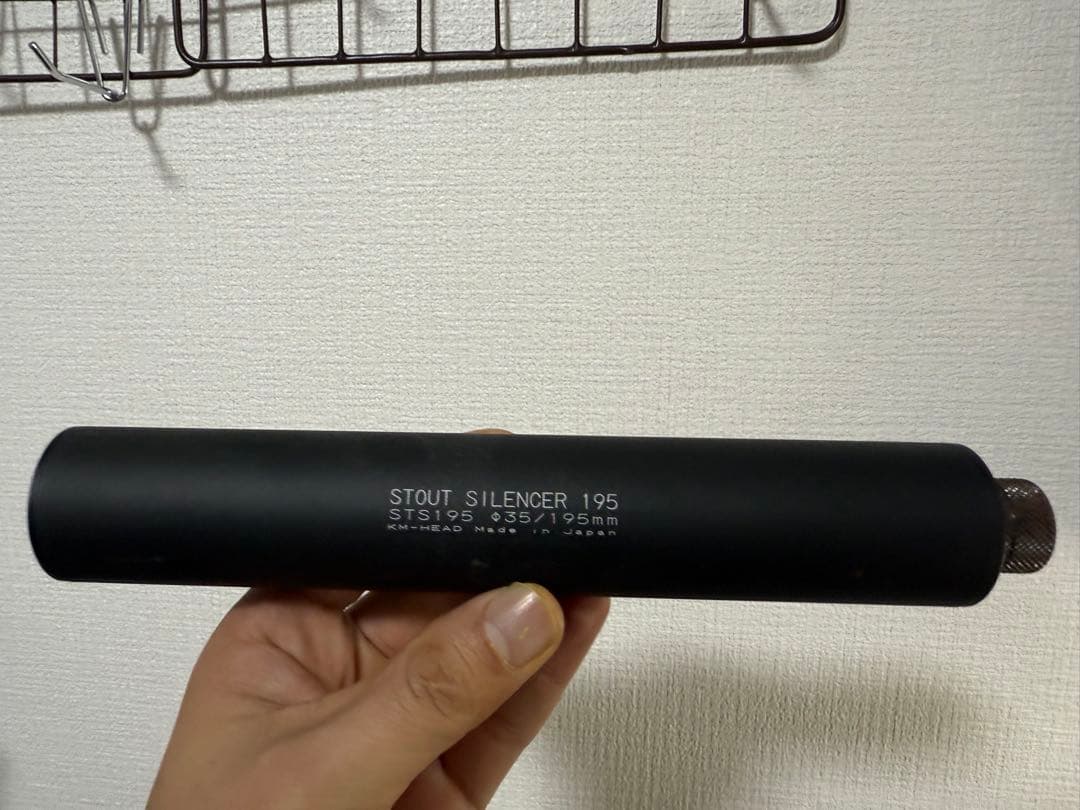 STOUT SILENCER 195
STS195 Φ35/195mm
KM-HEAD Made in Japan